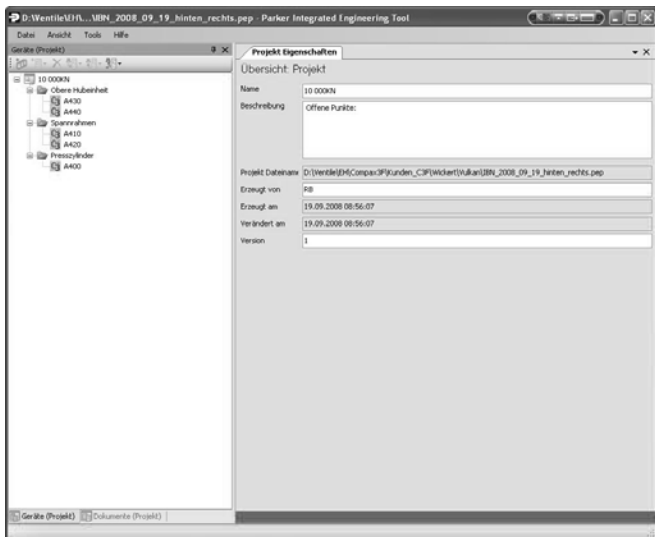 D:\Ventile\EH\...\IBN_2008_09_19_hinten_rechts.pep - Parker Integrated Engineering Tool
Datei Ansicht Tools Hilfe
Geräte (Projekt)
10 000KN
Obere Hubeinheit
A430
A440
Spannrahmen
A410
A420
Presszylinder
A400
Projekt Eigenschaften
Übersicht: Projekt
Name 10 000KN
Beschreibung Offene Punkte:
Projekt Dateiname D:\Ventile\EH\Compax3F\Kunden_C3F\Wickert\Vulkan\IBN_2008_09_19_hinten_rechts.pep
Erzeugt von RB
Erzeugt am 19.09.2008 08:56:07
Verändert am 19.09.2008 08:56:07
Version 1
Geräte (Projekt) Dokumente (Projekt)